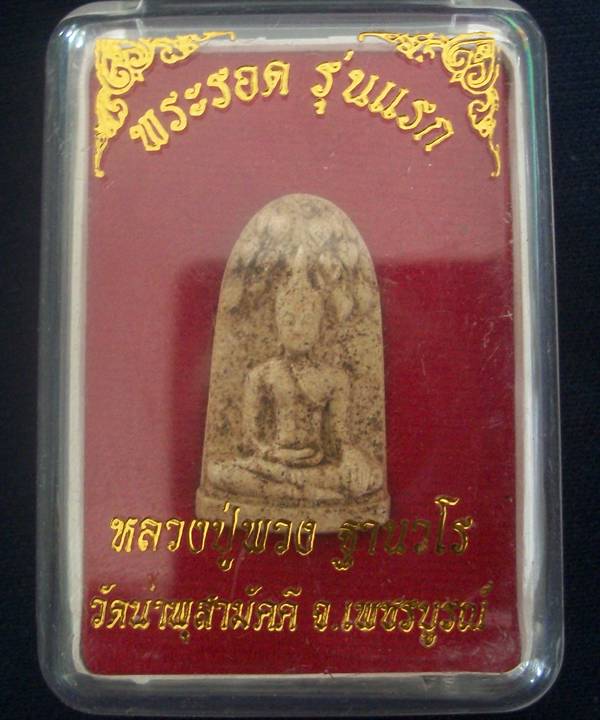 พระรอด รุ่นแรก
หลวงปู่พวง ฐานวโร
วัดน้ำพุสามัคคี จ.เพชรบูรณ์